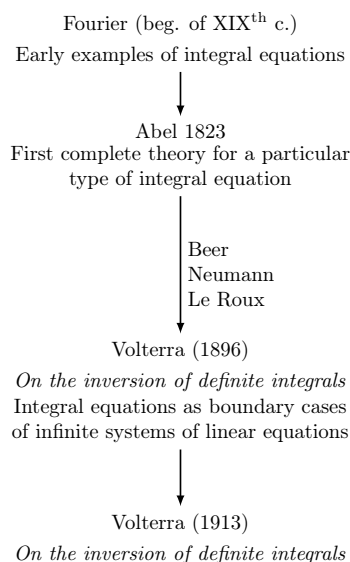 Fourier (beg. of XIXth c.)
Early examples of integral equations
Abel 1823
First complete theory for a particular
type of integral equation
Beer
Neumann
Le Roux
Volterra (1896)
On the inversion of definite integrals
Integral equations as boundary cases
of infinite systems of linear equations
Volterra (1913)
On the inversion of definite integrals